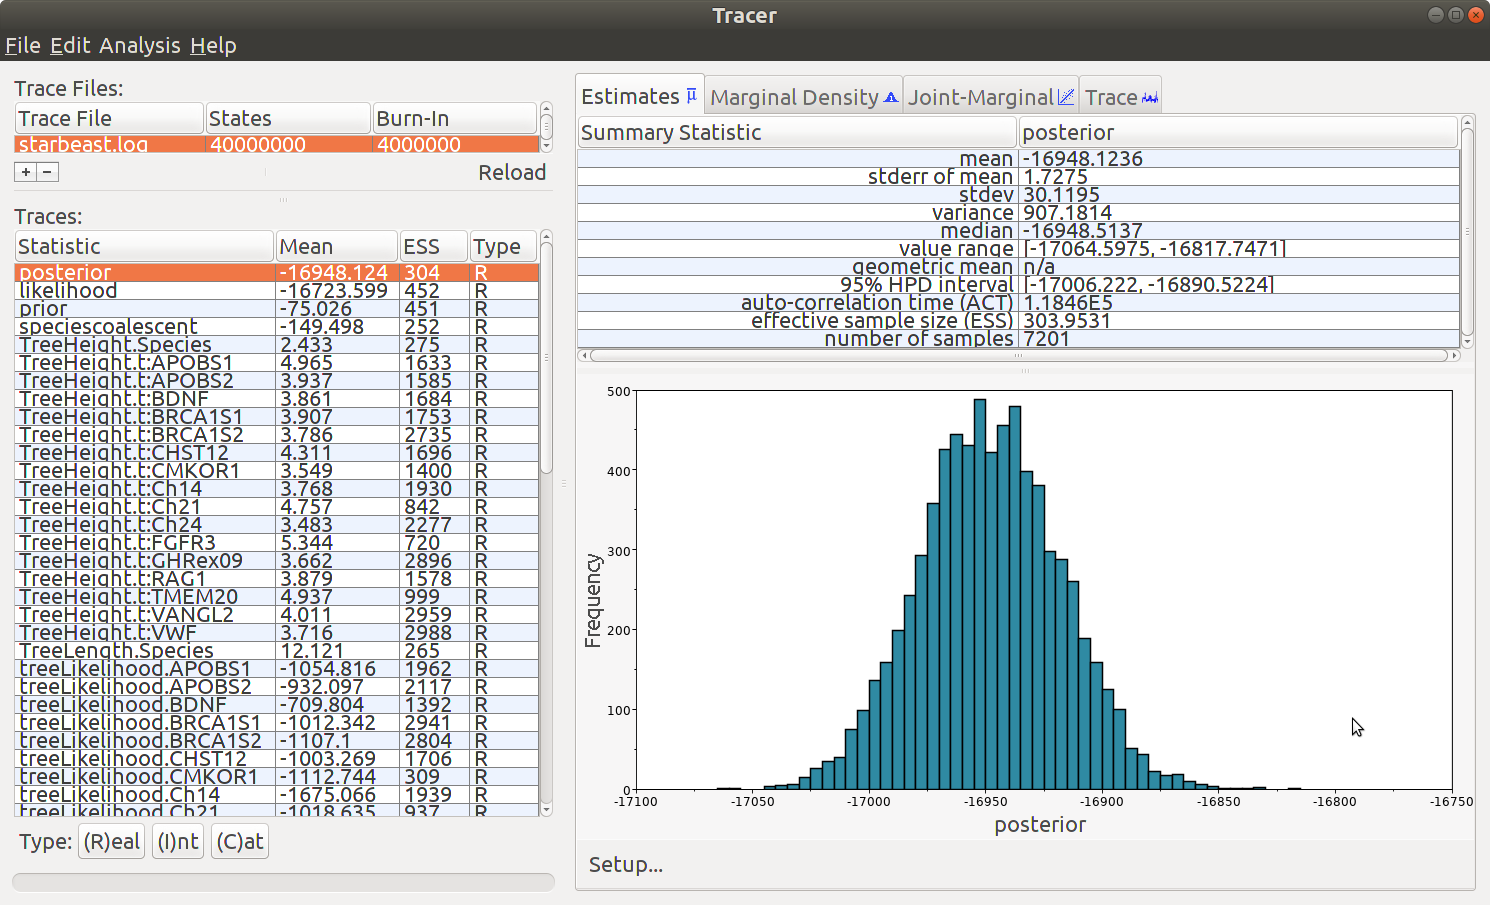 Tracer
File Edit Analysis Help
Trace Files:
Trace File States Burn-In
starbeast.log 40000000 4000000
+ − Reload
Traces:
Statistic Mean ESS Type
posterior -16948.124 304 R
likelihood -16723.599 452 R
prior -75.026 451 R
speciescoalescent -149.498 252 R
TreeHeight.Species 2.433 275 R
TreeHeight.t:APOBS1 4.965 1633 R
TreeHeight.t:APOBS2 3.937 1585 R
TreeHeight.t:BDNF 3.861 1684 R
TreeHeight.t:BRCA1S1 3.907 1753 R
TreeHeight.t:BRCA1S2 3.786 2735 R
TreeHeight.t:CHST12 4.311 1696 R
TreeHeight.t:CMKOR1 3.549 1400 R
TreeHeight.t:Ch14 3.768 1930 R
TreeHeight.t:Ch21 4.757 842 R
TreeHeight.t:Ch24 3.483 2277 R
TreeHeight.t:FGFR3 5.344 720 R
TreeHeight.t:GHRex09 3.662 2896 R
TreeHeight.t:RAG1 3.879 1578 R
TreeHeight.t:TMEM20 4.937 999 R
TreeHeight.t:VANGL2 4.011 2959 R
TreeHeight.t:VWF 3.716 2988 R
TreeLength.Species 12.121 265 R
treeLikelihood.APOBS1 -1054.816 1962 R
treeLikelihood.APOBS2 -932.097 2117 R
treeLikelihood.BDNF -709.804 1392 R
treeLikelihood.BRCA1S1 -1012.342 2941 R
treeLikelihood.BRCA1S2 -1107.1 2804 R
treeLikelihood.CHST12 -1003.269 1706 R
treeLikelihood.CMKOR1 -1112.744 309 R
treeLikelihood.Ch14 -1675.066 1939 R
treeLikelihood.Ch21 -1018.635 937 R
Type: (R)eal (I)nt (C)at
Estimates μ Marginal Density Joint-Marginal Trace
Summary Statistic posterior
mean -16948.1236
stderr of mean 1.7275
stdev 30.1195
variance 907.1814
median -16948.5137
value range [-17064.5975, -16817.7471]
geometric mean n/a
95% HPD interval [-17006.222, -16890.5224]
auto-correlation time (ACT) 1.1846E5
effective sample size (ESS) 303.9531
number of samples 7201
Frequency
500
400
300
200
100
0
-17100 -17050 -17000 -16950 -16900 -16850 -16800 -16750
posterior
Setup...